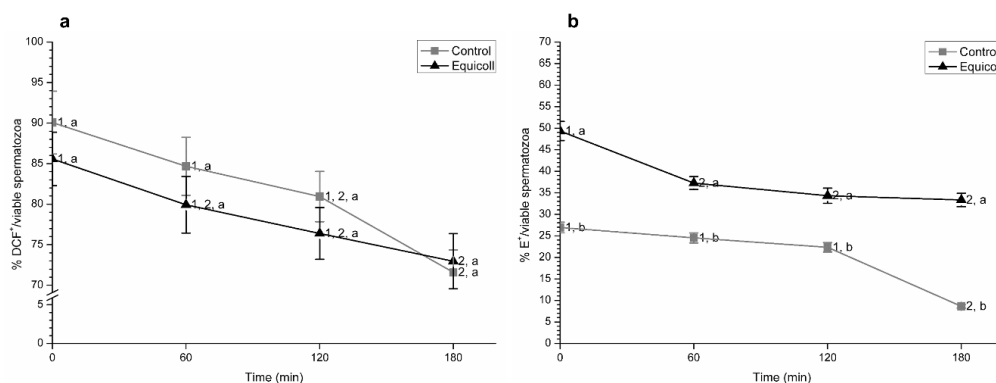 a
100
95
90
85
80
75
70
5
0
% DCF⁺/viable spermatozoa
Control
Equicoll
1, a
1, a
1, a
1, 2, a
1, 2, a
1, 2, a
2, a
2, a
0 60 120 180
Time (min)
b
70
65
60
55
50
45
40
35
30
25
20
15
10
5
0
% E⁺/viable spermatozoa
Control
Equicoll
1, a
2, a
2, a
2, a
1, b
1, b
1, b
2, b
0 60 120 180
Time (min)